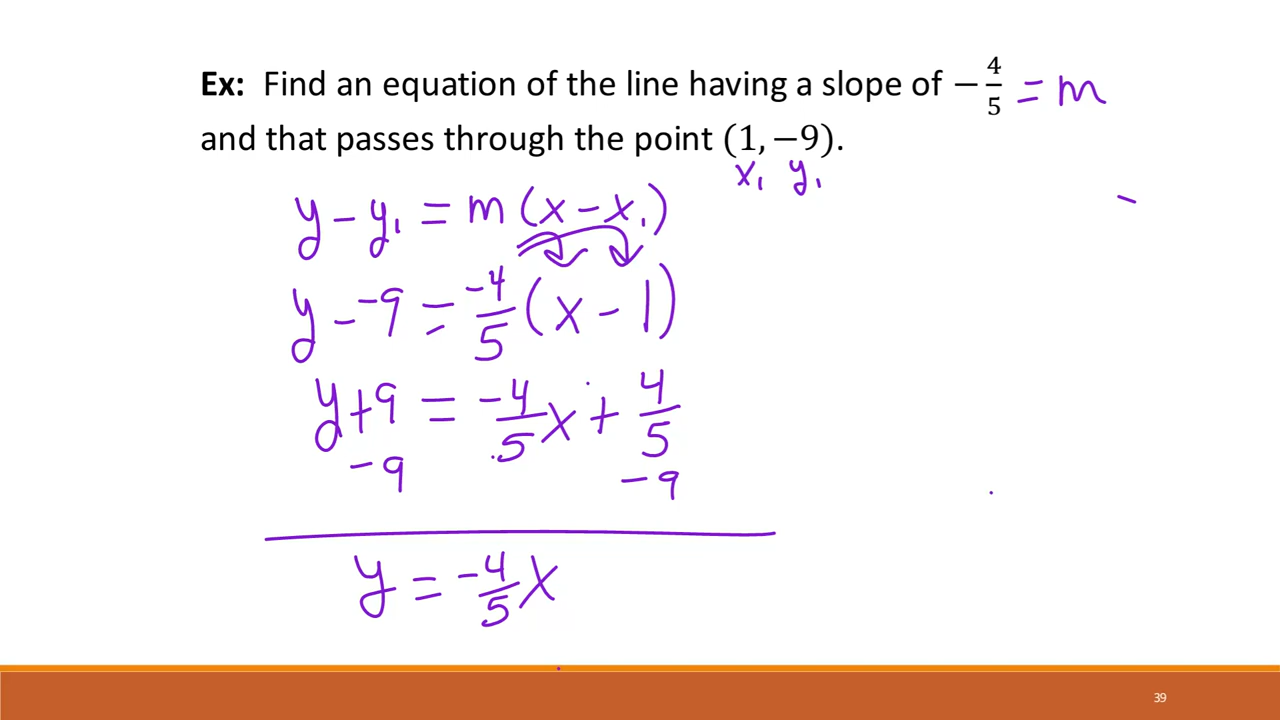 Ex: Find an equation of the line having a slope of −4/5 = m
and that passes through the point (1, −9).
x₁ y₁
y − y₁ = m(x − x₁)
y − −9 = −4/5 (x − 1)
y + 9 = −4/5 x + 4/5
−9 −9
y = −4/5 x
39